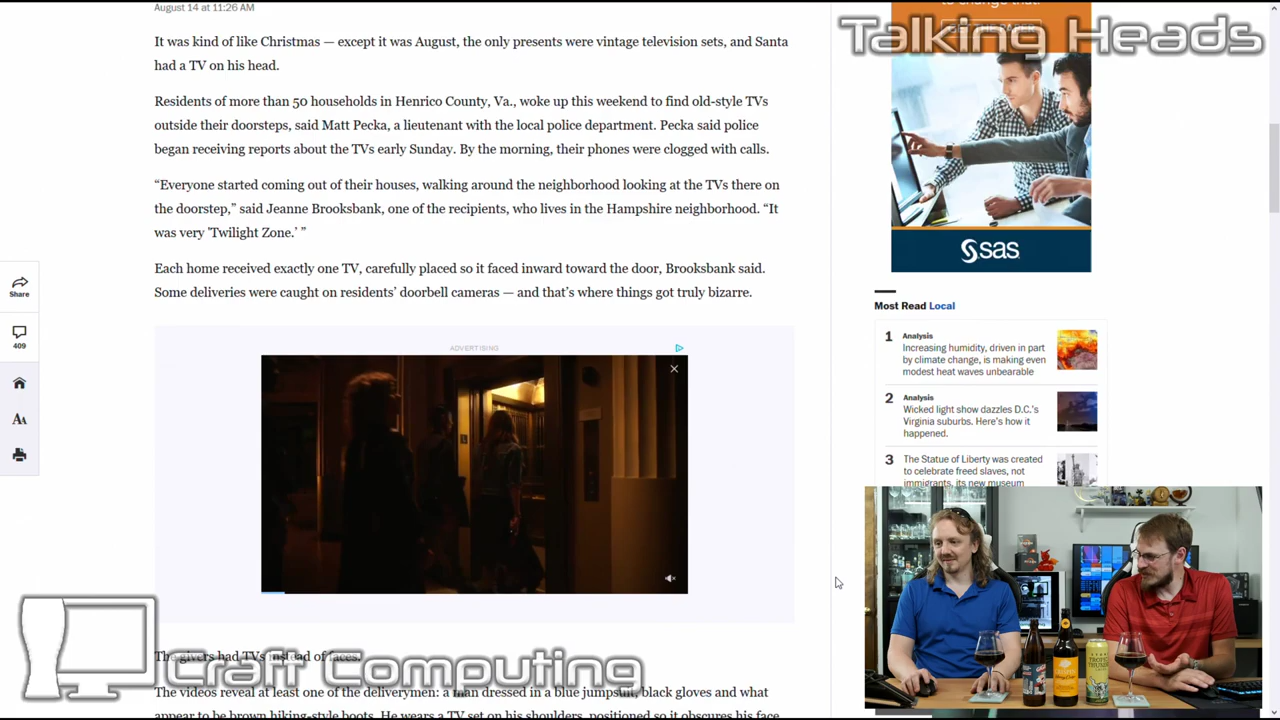 August 14 at 11:26 AM
It was kind of like Christmas — except it was August, the only presents were vintage television sets, and Santa
had a TV on his head.
Residents of more than 50 households in Henrico County, Va., woke up this weekend to find old-style TVs
outside their doorsteps, said Matt Pecka, a lieutenant with the local police department. Pecka said police
began receiving reports about the TVs early Sunday. By the morning, their phones were clogged with calls.
“Everyone started coming out of their houses, walking around the neighborhood looking at the TVs there on
the doorstep,” said Jeanne Brooksbank, one of the recipients, who lives in the Hampshire neighborhood. “It
was very 'Twilight Zone.’ ”
Each home received exactly one TV, carefully placed so it faced inward toward the door, Brooksbank said.
Some deliveries were caught on residents’ doorbell cameras — and that’s where things got truly bizarre.
ADVERTISING
The givers had TVs instead of faces.
The videos reveal at least one of the deliverymen: a man dressed in a blue jumpsuit, black gloves and what
appear to be brown hiking-style boots. He wears a TV set on his shoulders, positioned so it obscures his face
Share
409
AA
to change that.
GET THE PAPER
Talking Heads
sas
Most Read Local
1
Analysis
Increasing humidity, driven in part
by climate change, is making even
modest heat waves unbearable
2
Analysis
Wicked light show dazzles D.C.'s
Virginia suburbs. Here's how it
happened.
3
The Statue of Liberty was created
to celebrate freed slaves, not
immigrants, its new museum
Craft Computing
CRISPIN